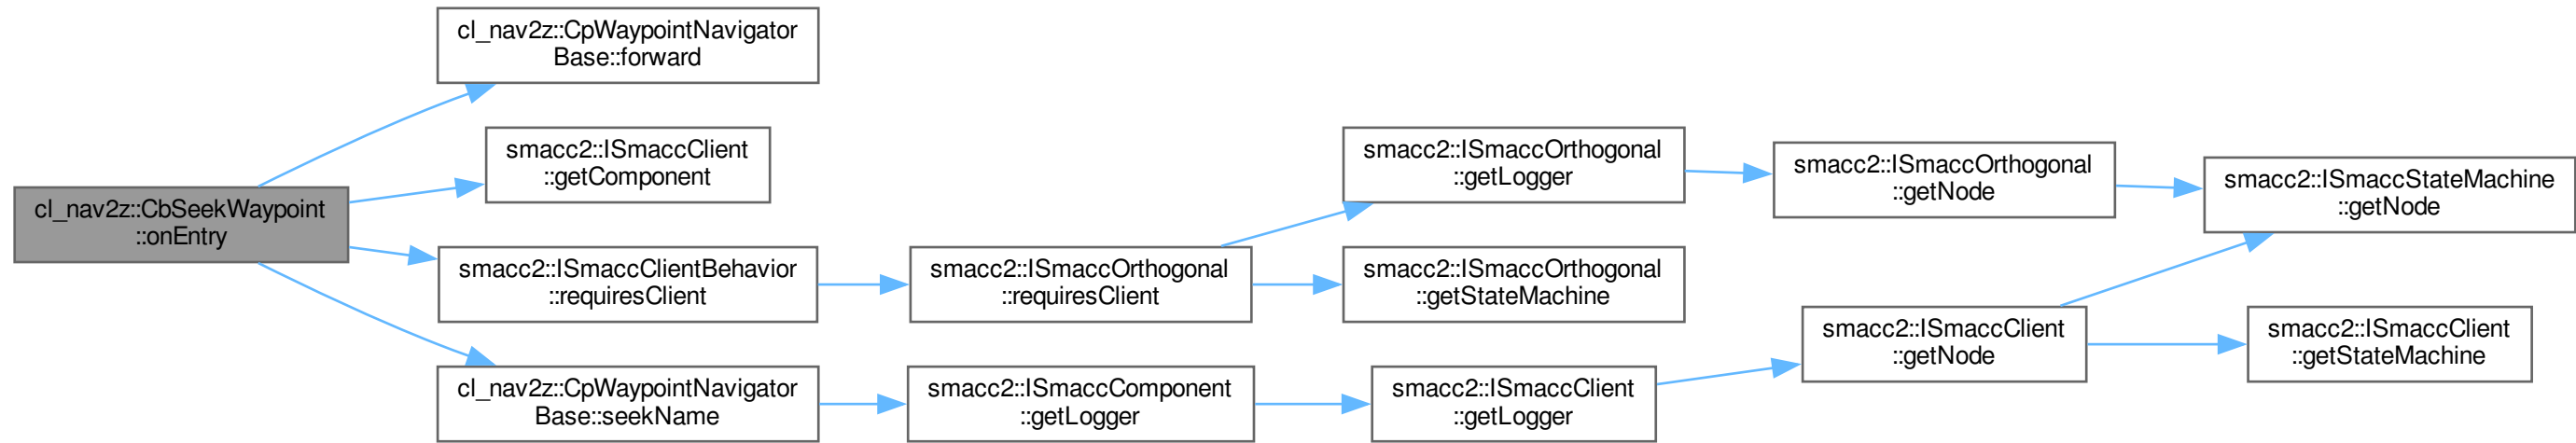 cl_nav2z::CbSeekWaypoint
::onEntry
cl_nav2z::CpWaypointNavigator
Base::forward
smacc2::ISmaccClient
::getComponent
smacc2::ISmaccClientBehavior
::requiresClient
cl_nav2z::CpWaypointNavigator
Base::seekName
smacc2::ISmaccOrthogonal
::requiresClient
smacc2::ISmaccComponent
::getLogger
smacc2::ISmaccOrthogonal
::getLogger
smacc2::ISmaccOrthogonal
::getStateMachine
smacc2::ISmaccClient
::getLogger
smacc2::ISmaccOrthogonal
::getNode
smacc2::ISmaccClient
::getNode
smacc2::ISmaccStateMachine
::getNode
smacc2::ISmaccClient
::getStateMachine